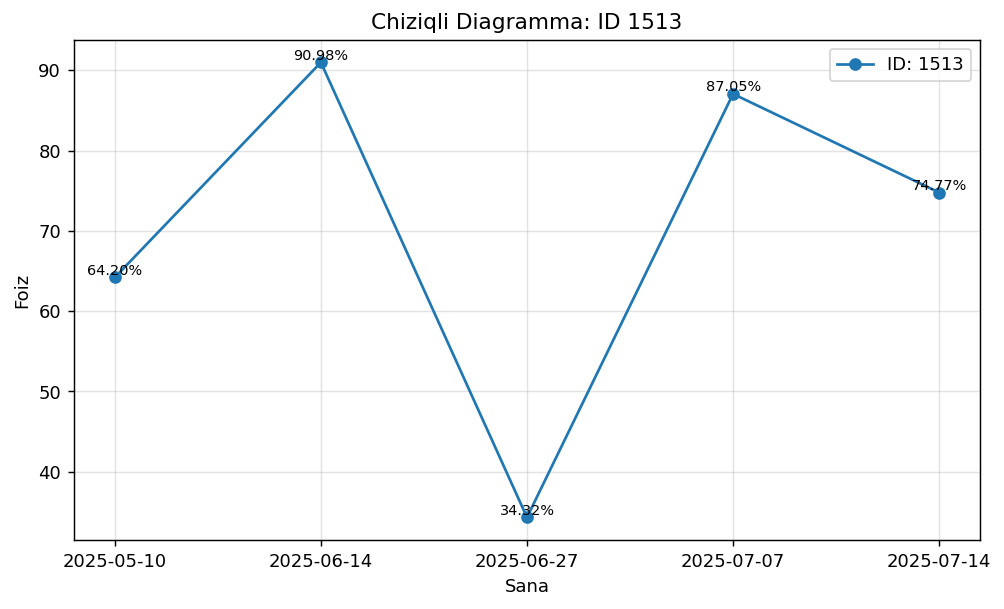 Chiziqli Diagramma: ID 1513
ID: 1513
90.98%
87.05%
74.77%
64.20%
34.32%
90
80
70
60
50
40
Foiz
2025-05-10 2025-06-14 2025-06-27 2025-07-07 2025-07-14
Sana